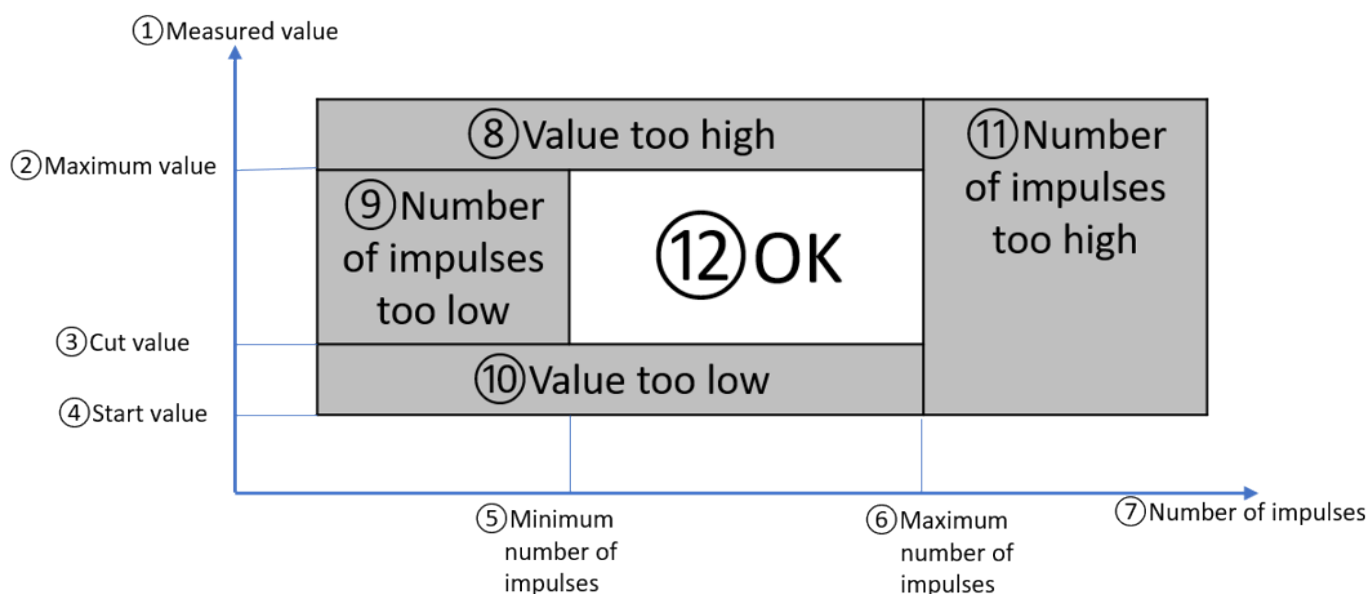 ①Measured value
⑧Value too high
⑪Number
of impulses
too high
②Maximum value
⑨Number
of impulses
too low
⑫OK
③Cut value
⑩Value too low
④Start value
⑤Minimum
number of
impulses
⑥Maximum
number of
impulses
⑦Number of impulses